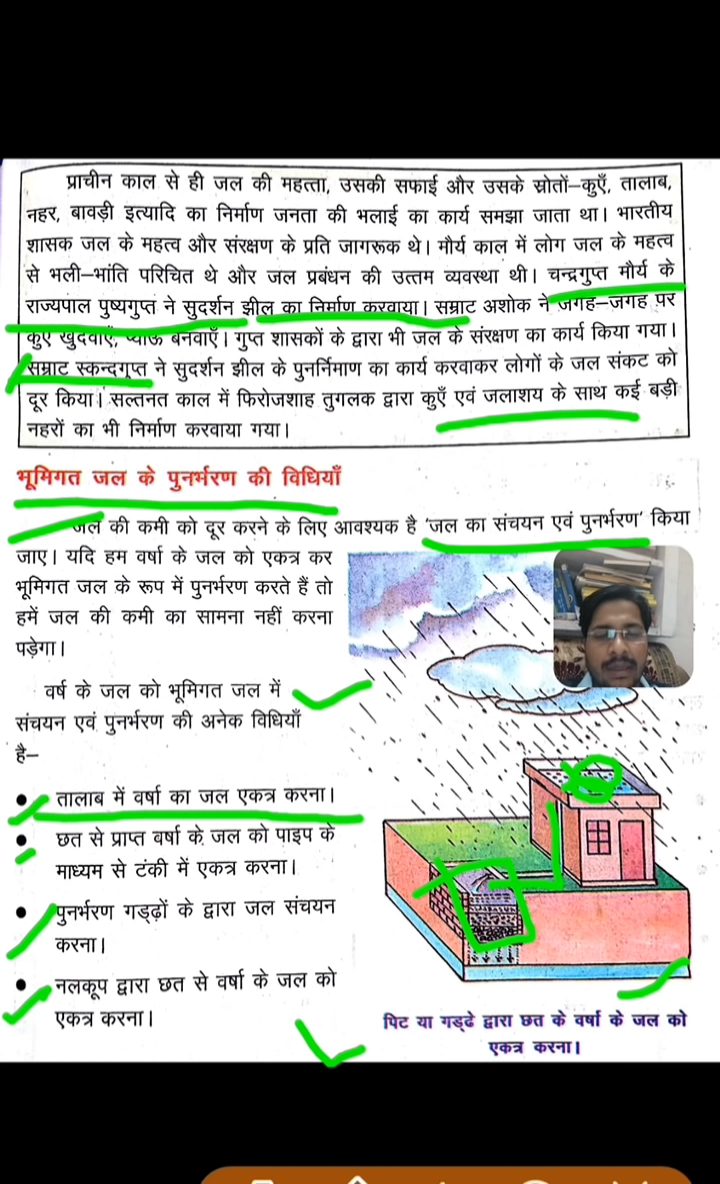 प्राचीन काल से ही जल की महत्ता, उसकी सफाई और उसके स्रोतों–कुएँ, तालाब,
नहर, बावड़ी इत्यादि का निर्माण जनता की भलाई का कार्य समझा जाता था। भारतीय
शासक जल के महत्व और संरक्षण के प्रति जागरूक थे। मौर्य काल में लोग जल के महत्व
से भली–भांति परिचित थे और जल प्रबंधन की उत्तम व्यवस्था थी। चन्द्रगुप्त मौर्य के
राज्यपाल पुष्यगुप्त ने सुदर्शन झील का निर्माण करवाया। सम्राट अशोक ने जगह–जगह पर
कुएँ खुदवाएँ, प्याऊ बनवाएँ। गुप्त शासकों के द्वारा भी जल के संरक्षण का कार्य किया गया।
सम्राट स्कन्दगुप्त ने सुदर्शन झील के पुनर्निमाण का कार्य करवाकर लोगों के जल संकट को
दूर किया। सल्तनत काल में फिरोजशाह तुगलक द्वारा कुएँ एवं जलाशय के साथ कई बड़ी
नहरों का भी निर्माण करवाया गया।
भूमिगत जल के पुनर्भरण की विधियाँ
जल की कमी को दूर करने के लिए आवश्यक है ‘जल का संचयन एवं पुनर्भरण’ किया
जाए। यदि हम वर्षा के जल को एकत्र कर
भूमिगत जल के रूप में पुनर्भरण करते हैं तो
हमें जल की कमी का सामना नहीं करना
पड़ेगा।
वर्ष के जल को भूमिगत जल में
संचयन एवं पुनर्भरण की अनेक विधियाँ
है–
● तालाब में वर्षा का जल एकत्र करना।
● छत से प्राप्त वर्षा के जल को पाइप के
माध्यम से टंकी में एकत्र करना।
● पुनर्भरण गड्ढ़ों के द्वारा जल संचयन
करना।
● नलकूप द्वारा छत से वर्षा के जल को
एकत्र करना।
पिट या गड्ढे द्वारा छत के वर्षा के जल को
एकत्र करना।